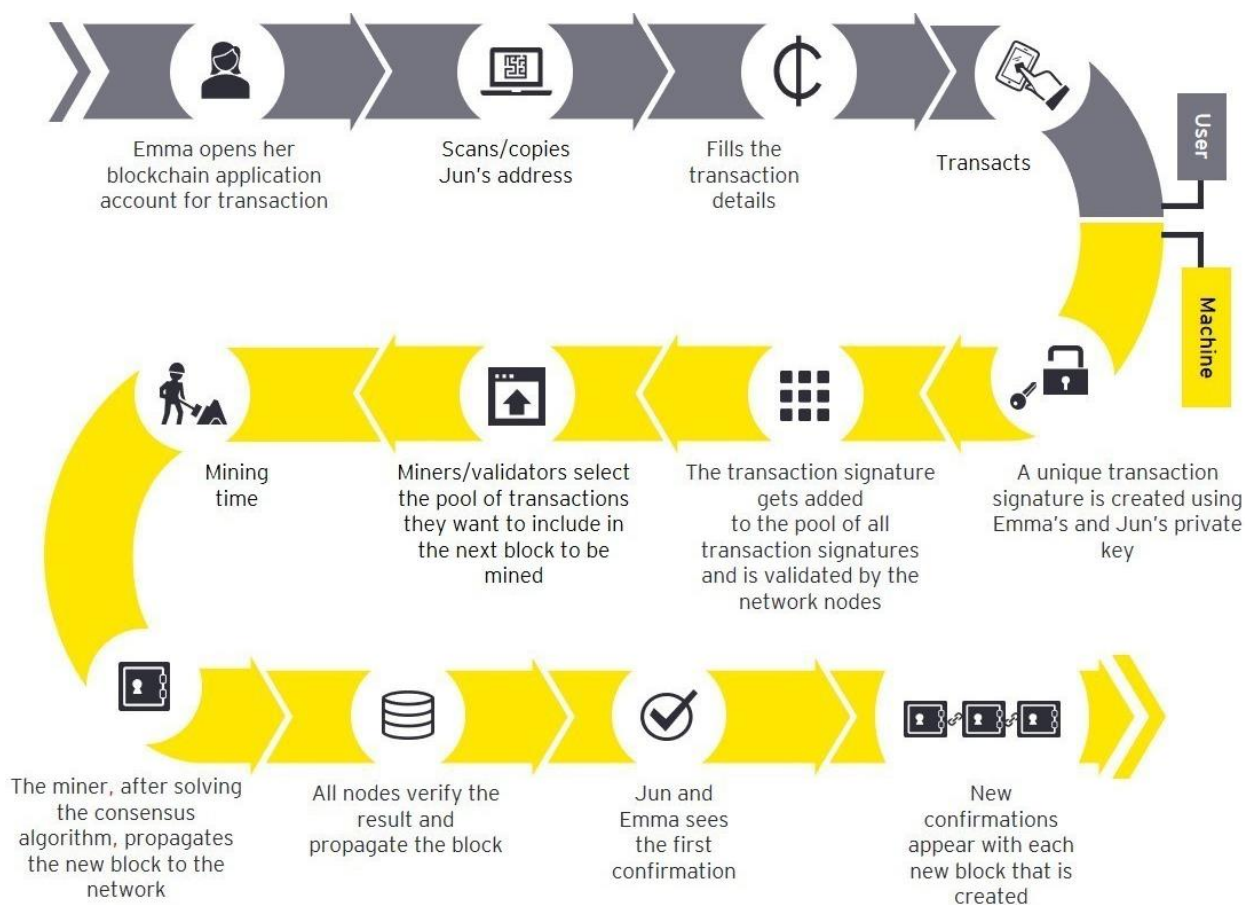 Emma opens her
blockchain application
account for transaction
Scans/copies
Jun's address
Fills the
transaction
details
Transacts
User
Machine
Mining
time
Miners/validators select
the pool of transactions
they want to include in
the next block to be
mined
The transaction signature
gets added
to the pool of all
transaction signatures
and is validated by the
network nodes
A unique transaction
signature is created using
Emma's and Jun's private
key
The miner, after solving
the consensus
algorithm, propagates
the new block to the
network
All nodes verify the
result and
propagate the block
Jun and
Emma sees
the first
confirmation
New
confirmations
appear with each
new block that is
created